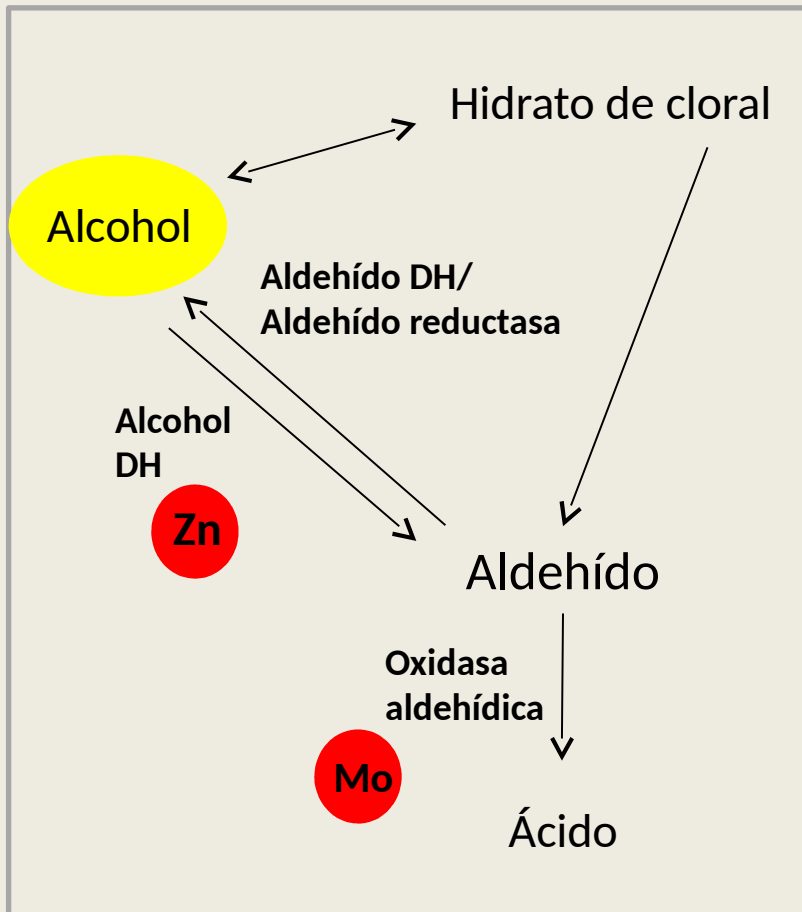 Hidrato de cloral
Alcohol
Aldehído DH/
Aldehído reductasa
Alcohol
DH
Zn
Aldehído
Oxidasa
aldehídica
Mo
Ácido